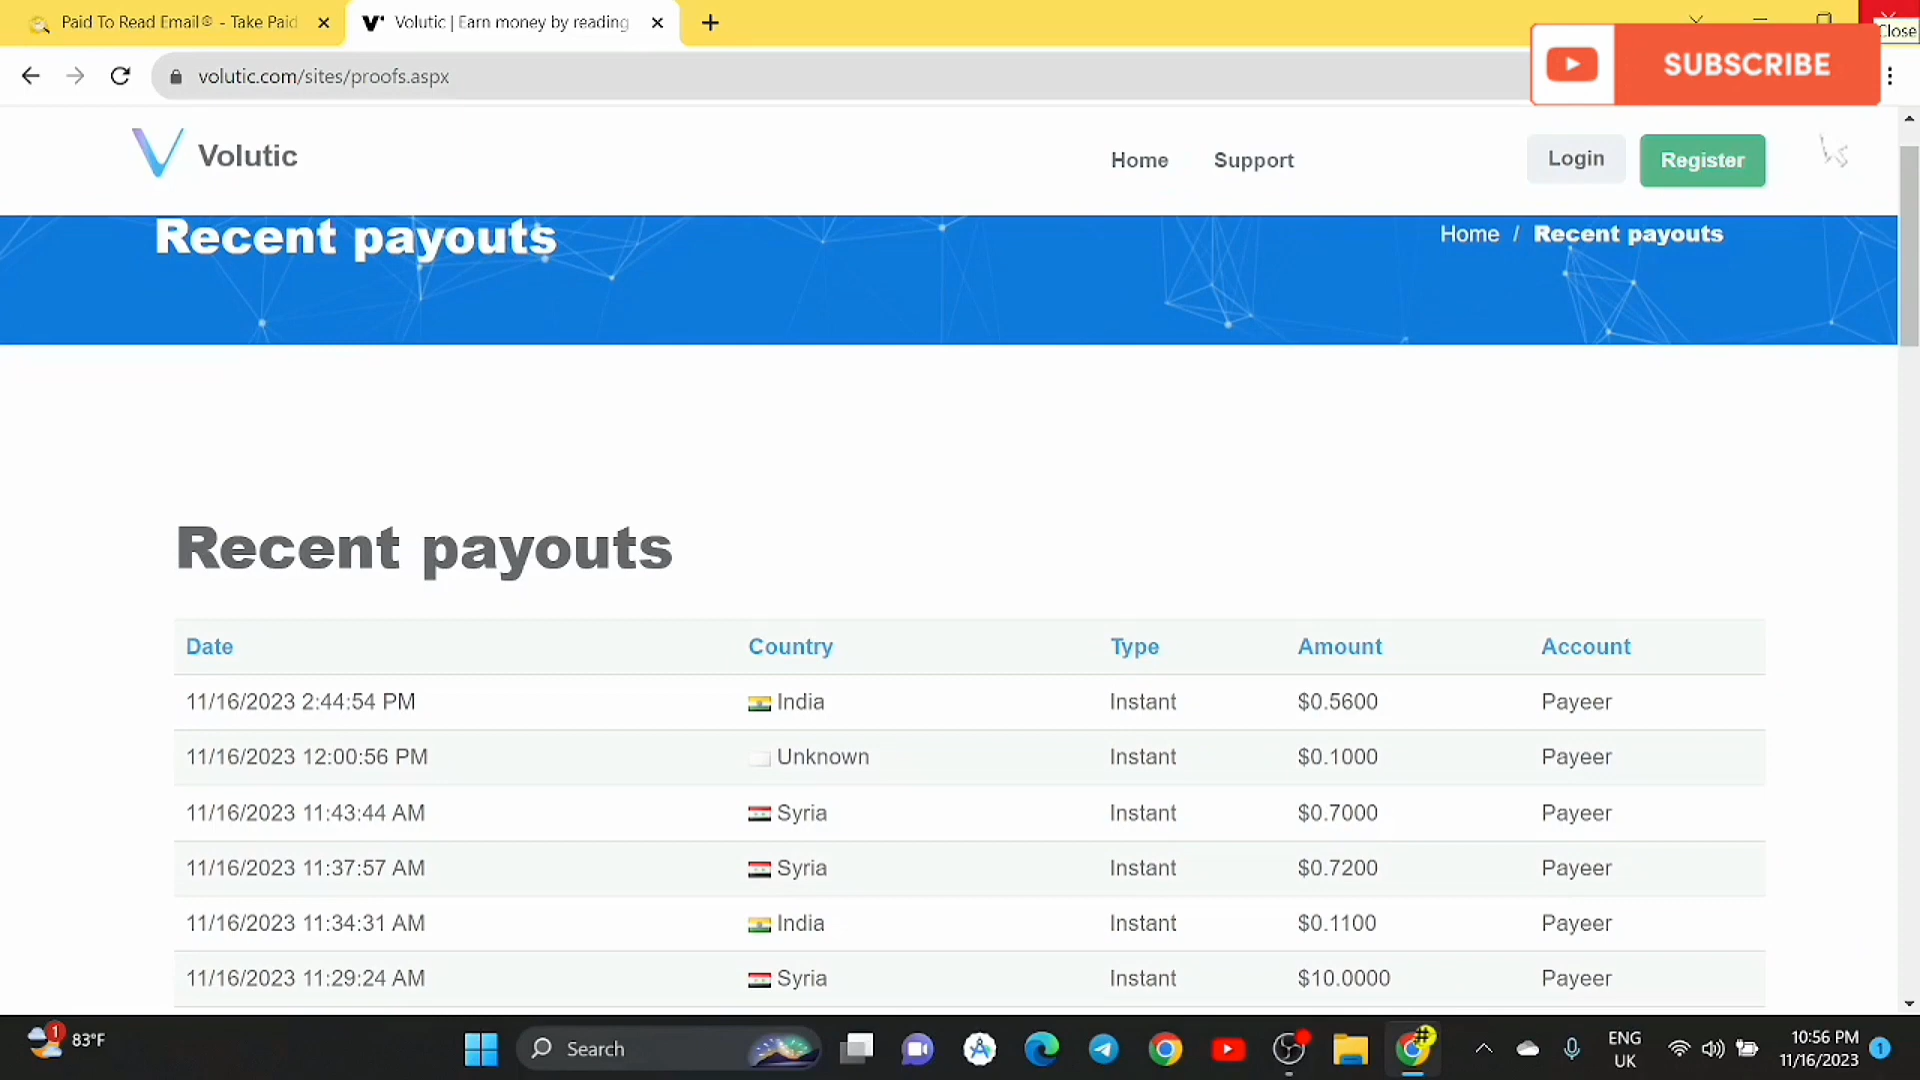 Paid To Read Email® - Take Paid
Volutic | Earn money by reading
Close
volutic.com/sites/proofs.aspx
SUBSCRIBE
Volutic
Home
Support
Login
Register
Recent payouts
Home / Recent payouts
Recent payouts
Date Country Type Amount Account
11/16/2023 2:44:54 PM India Instant $0.5600 Payeer
11/16/2023 12:00:56 PM Unknown Instant $0.1000 Payeer
11/16/2023 11:43:44 AM Syria Instant $0.7000 Payeer
11/16/2023 11:37:57 AM Syria Instant $0.7200 Payeer
11/16/2023 11:34:31 AM India Instant $0.1100 Payeer
11/16/2023 11:29:24 AM Syria Instant $10.0000 Payeer
1
83°F
Search
ENG
UK
10:56 PM
11/16/2023
1